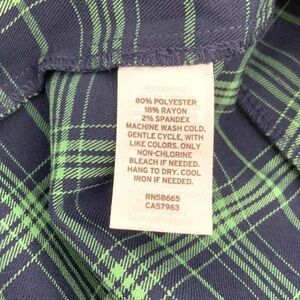 80% POLYESTER
18% RAYON
2% SPANDEX
MACHINE WASH COLD,
GENTLE CYCLE, WITH
LIKE COLORS. ONLY
NON-CHLORINE
BLEACH IF NEEDED.
HANG TO DRY. COOL
IRON IF NEEDED.
RN58665
CA57963